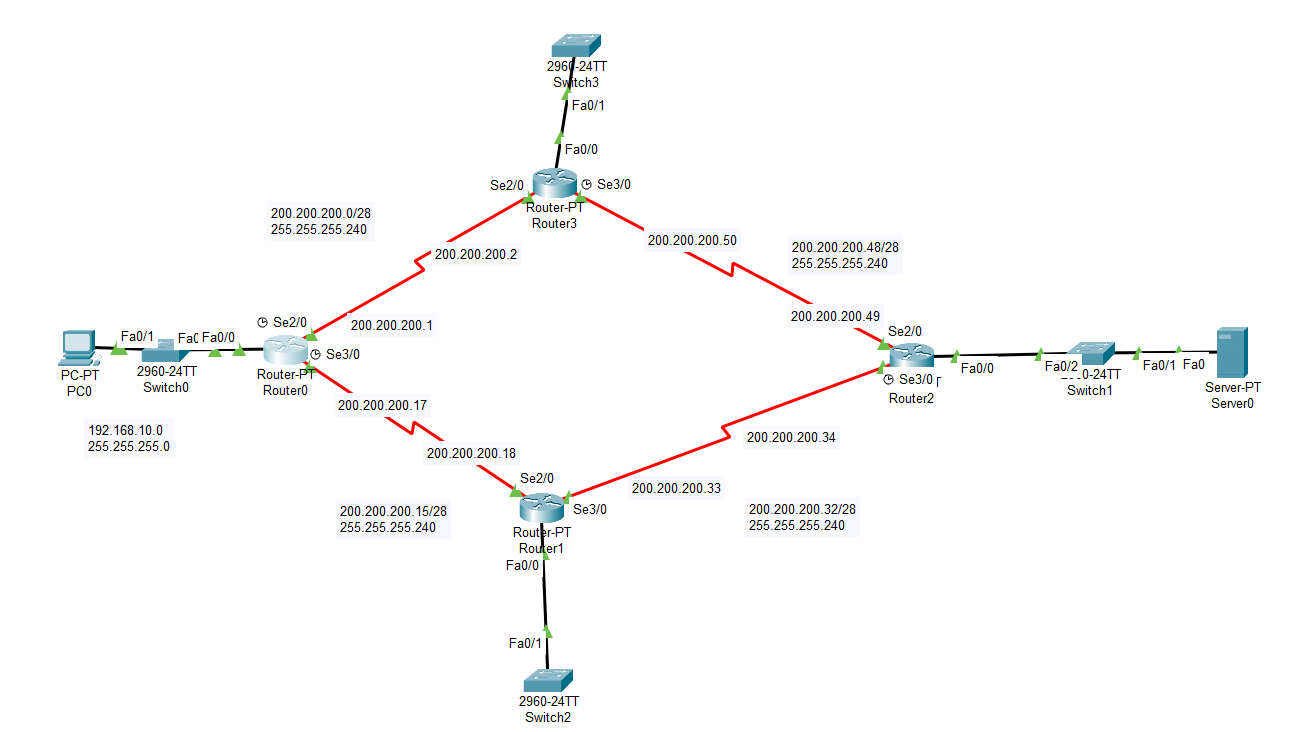 2960-24TT
Switch3
Fa0/1
Fa0/0
Se2/0
Se3/0
Router-PT
Router3
200.200.200.0/28
255.255.255.240
200.200.200.2
200.200.200.50
200.200.200.48/28
255.255.255.240
200.200.200.1
200.200.200.49
Se2/0
Se2/0
Fa0/1
Fa0/0
Se3/0
PC-PT
PC0
2960-24TT
Switch0
Router-PT
Router0
Se3/0
Router2
Fa0/0
Fa0/2
0-24TT
Switch1
Fa0/1
Fa0
Server-PT
Server0
200.200.200.17
192.168.10.0
255.255.255.0
200.200.200.18
200.200.200.34
Se2/0
200.200.200.33
200.200.200.15/28
255.255.255.240
Se3/0
200.200.200.32/28
255.255.255.240
Router-PT
Router1
Fa0/0
Fa0/1
2960-24TT
Switch2